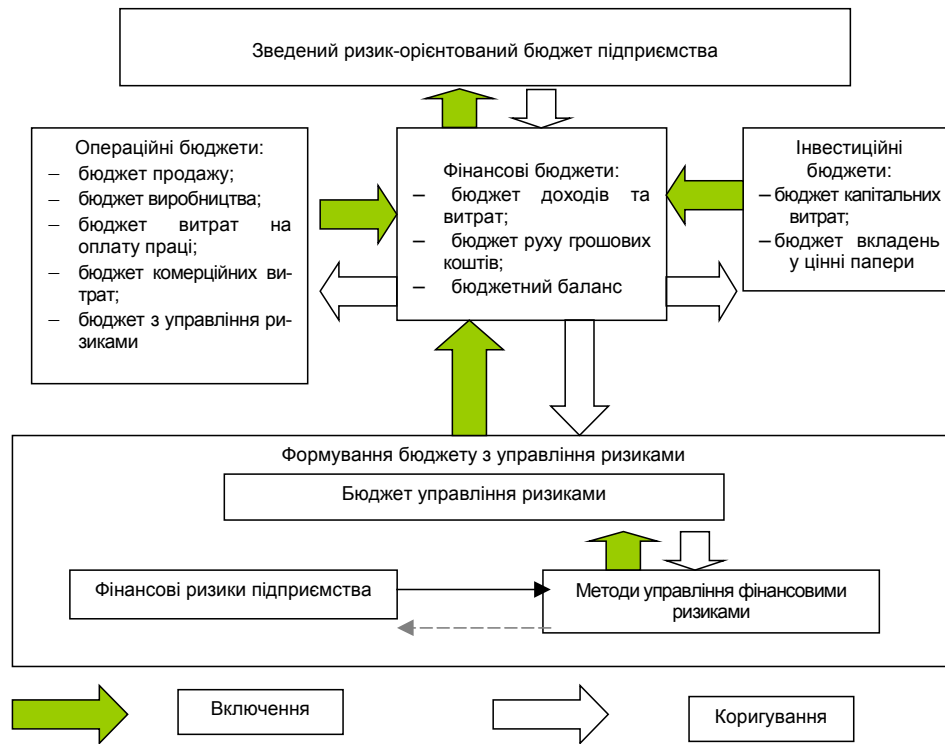 Зведений ризик-орієнтований бюджет підприємства
Операційні бюджети:
– бюджет продажу;
– бюджет виробництва;
– бюджет витрат на
оплату праці;
– бюджет комерційних ви-
трат;
– бюджет з управління ри-
зиками
Фінансові бюджети:
– бюджет доходів та
витрат;
– бюджет руху грошових
коштів;
– бюджетний баланс
Інвестиційні
бюджети:
– бюджет капітальних
витрат;
– бюджет вкладень
у цінні папери
Формування бюджету з управління ризиками
Бюджет управління ризиками
Фінансові ризики підприємства
Методи управління фінансовими
ризиками
Включення
Коригування